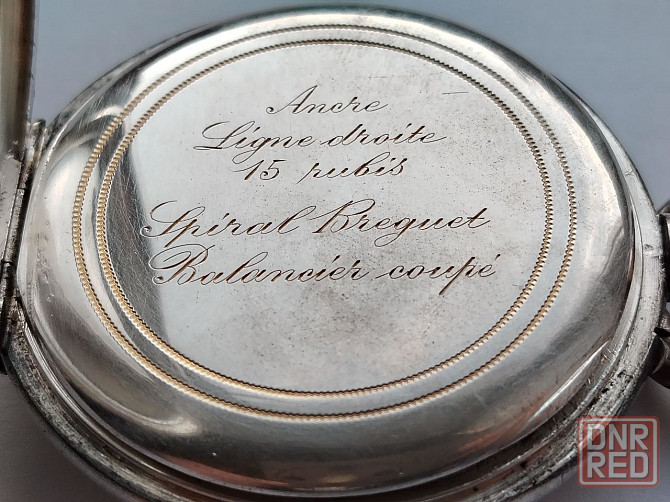 Ancre
Ligne droite
15 rubis
Spiral Breguet
Balancier coupé
DNR
RED